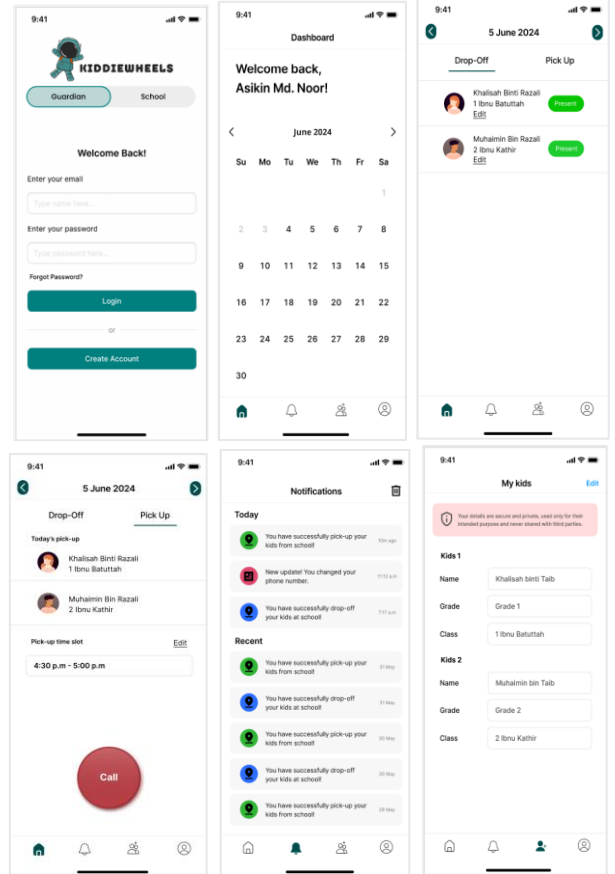 9:41
KIDDIEWHEELS
Guardian School
Welcome Back!
Enter your email
Type name here...
Enter your password
Type password here...
Forgot Password?
Login
or
Create Account
9:41
Dashboard
Welcome back,
Asikin Md. Noor!
June 2024
Su Mo Tu We Th Fr Sa
1
2 3 4 5 6 7 8
9 10 11 12 13 14 15
16 17 18 19 20 21 22
23 24 25 26 27 28 29
30
9:41
5 June 2024
Drop-Off Pick Up
Khalisah Binti Razali
1 Ibnu Batuttah
Edit
Present
Muhaimin Bin Razali
2 Ibnu Kathir
Edit
Present
9:41
5 June 2024
Drop-Off Pick Up
Today's pick-up
Khalisah Binti Razali
1 Ibnu Batuttah
Muhaimin Bin Razali
2 Ibnu Kathir
Pick-up time slot Edit
4:30 p.m - 5:00 p.m
Call
9:41
Notifications
Today
You have successfully pick-up your
kids from school!
10m ago
New update! You changed your
phone number.
11:12 a.m
You have successfully drop-off
your kids at school!
7:17 a.m
Recent
You have successfully pick-up your
kids from school!
31 May
You have successfully drop-off
your kids at school!
31 May
You have successfully pick-up your
kids from school!
30 May
You have successfully drop-off
your kids at school!
30 May
You have successfully pick-up your
kids from school!
29 May
9:41
My kids Edit
Your details are secure and private, used only for their
intended purpose and never shared with third parties.
Kids 1
Name Khalisah binti Taib
Grade Grade 1
Class 1 Ibnu Batuttah
Kids 2
Name Muhaimin bin Taib
Grade Grade 2
Class 2 Ibnu Kathir